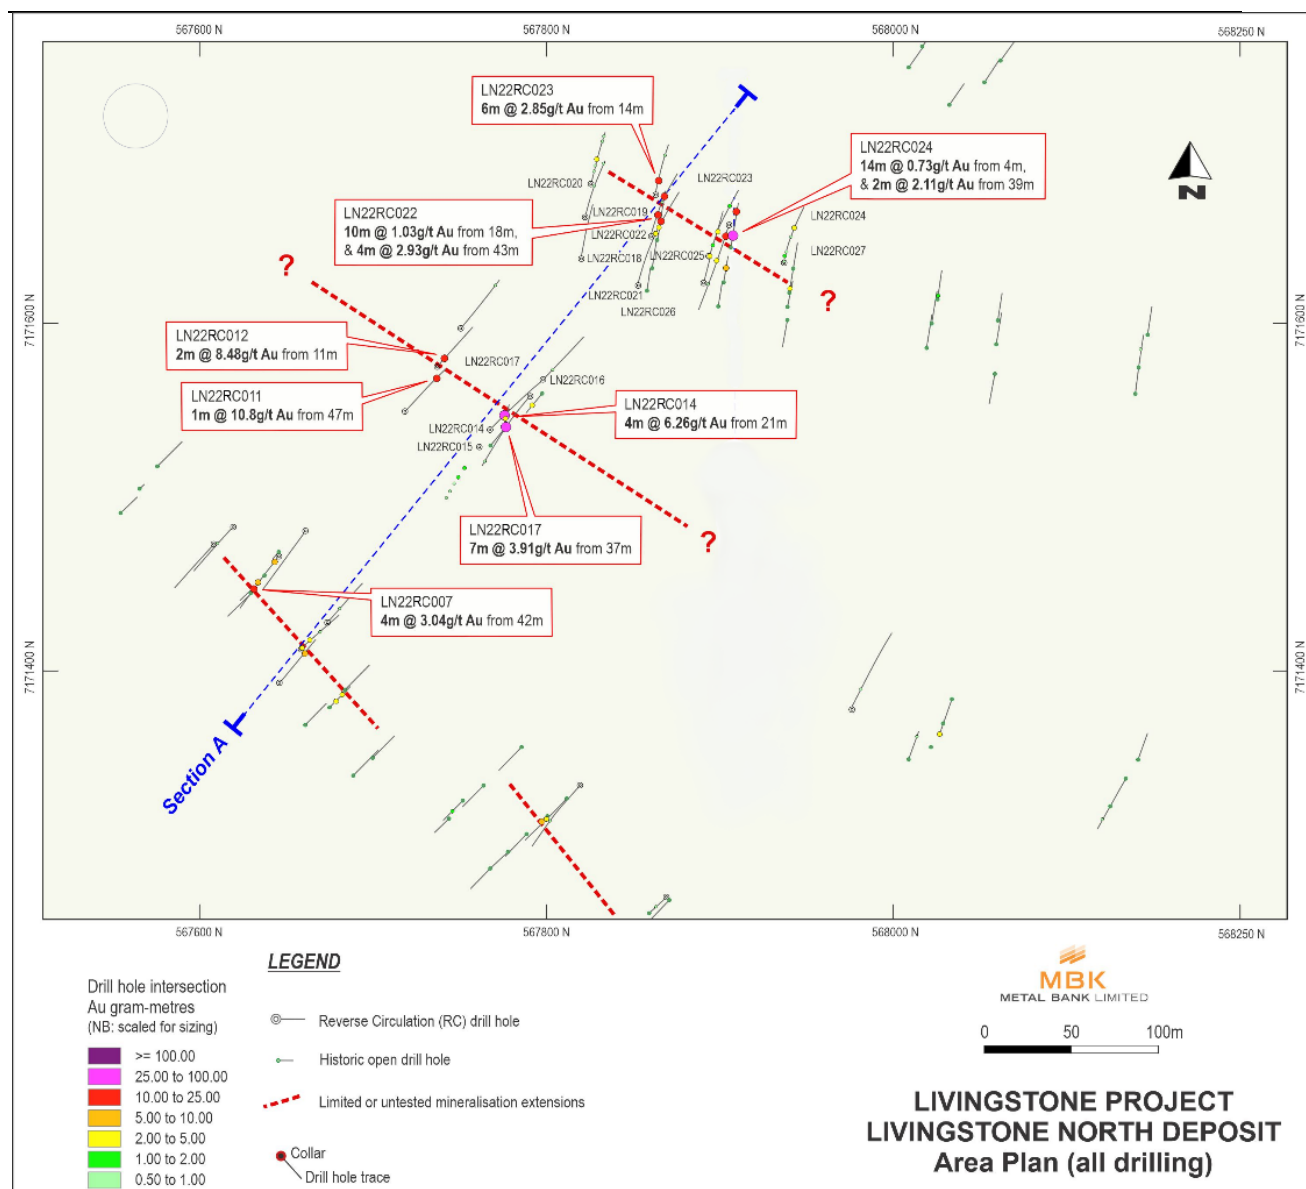 567600 N
567800 N
568000 N
568250 N
LN22RC023
6m @ 2.85g/t Au from 14m
LN22RC024
14m @ 0.73g/t Au from 4m,
& 2m @ 2.11g/t Au from 39m
N
LN22RC020
LN22RC023
LN22RC022
10m @ 1.03g/t Au from 18m,
& 4m @ 2.93g/t Au from 43m
LN22RC019
LN22RC024
LN22RC022
LN22RC018
LN22RC025
LN22RC027
?
LN22RC021
LN22RC026
?
7171600 N
7171600 N
LN22RC012
2m @ 8.48g/t Au from 11m
LN22RC017
LN22RC011
1m @ 10.8g/t Au from 47m
LN22RC016
LN22RC014
4m @ 6.26g/t Au from 21m
LN22RC014
LN22RC015
LN22RC017
7m @ 3.91g/t Au from 37m
?
LN22RC007
4m @ 3.04g/t Au from 42m
7171400 N
7171400 N
Section A
567600 N
567800 N
568000 N
568250 N
LEGEND
Drill hole intersection
Au gram-metres
(NB: scaled for sizing)
>= 100.00
25.00 to 100.00
10.00 to 25.00
5.00 to 10.00
2.00 to 5.00
1.00 to 2.00
0.50 to 1.00
Reverse Circulation (RC) drill hole
Historic open drill hole
Limited or untested mineralisation extensions
Collar
Drill hole trace
MBK
METAL BANK LIMITED
0 50 100m
LIVINGSTONE PROJECT
LIVINGSTONE NORTH DEPOSIT
Area Plan (all drilling)